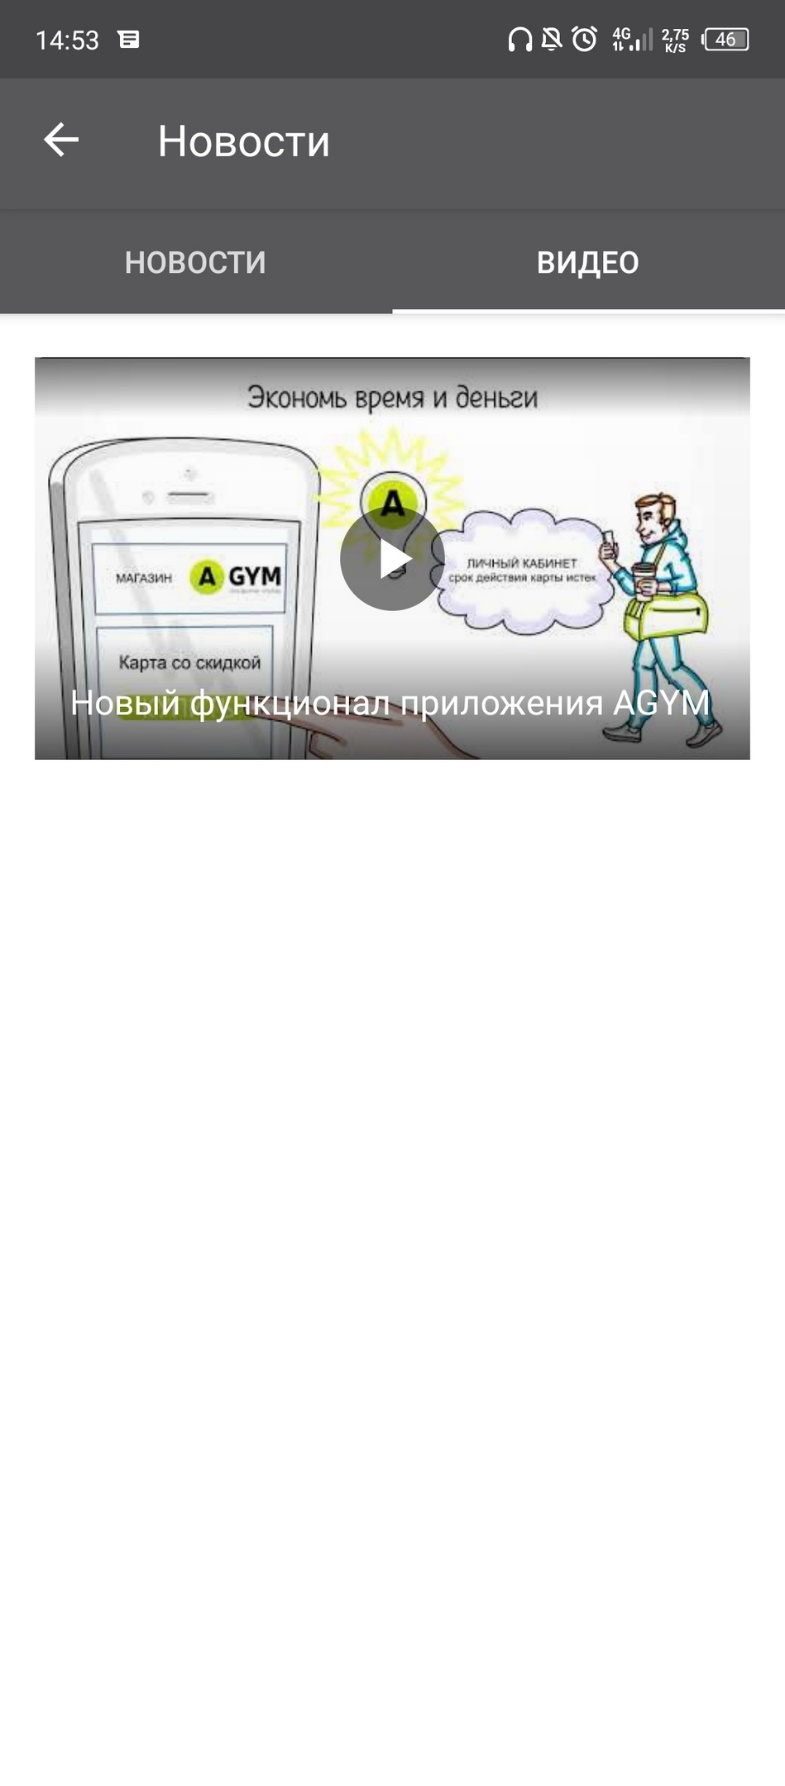 14:53
4G
2,75
K/S
46
Новости
НОВОСТИ
ВИДЕО
Экономь время и деньги
A
МАГАЗИН A GYM
ЛИЧНЫЙ КАБИНЕТ
срок действия карты истек
Карта со скидкой
Новый функционал приложения AGYM